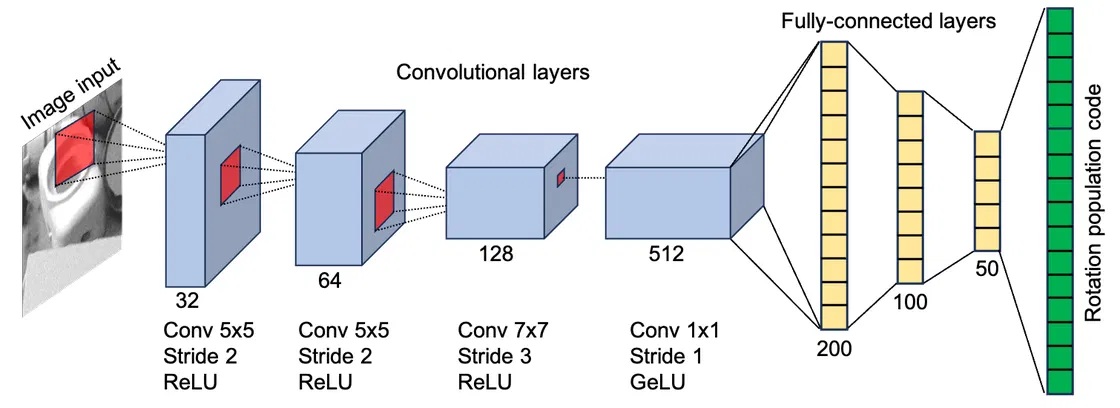 Fully-connected layers
Image input
Convolutional layers
32
64
128
512
200
100
50
Conv 5x5
Stride 2
ReLU
Conv 5x5
Stride 2
ReLU
Conv 7x7
Stride 3
ReLU
Conv 1x1
Stride 1
GeLU
Rotation population code